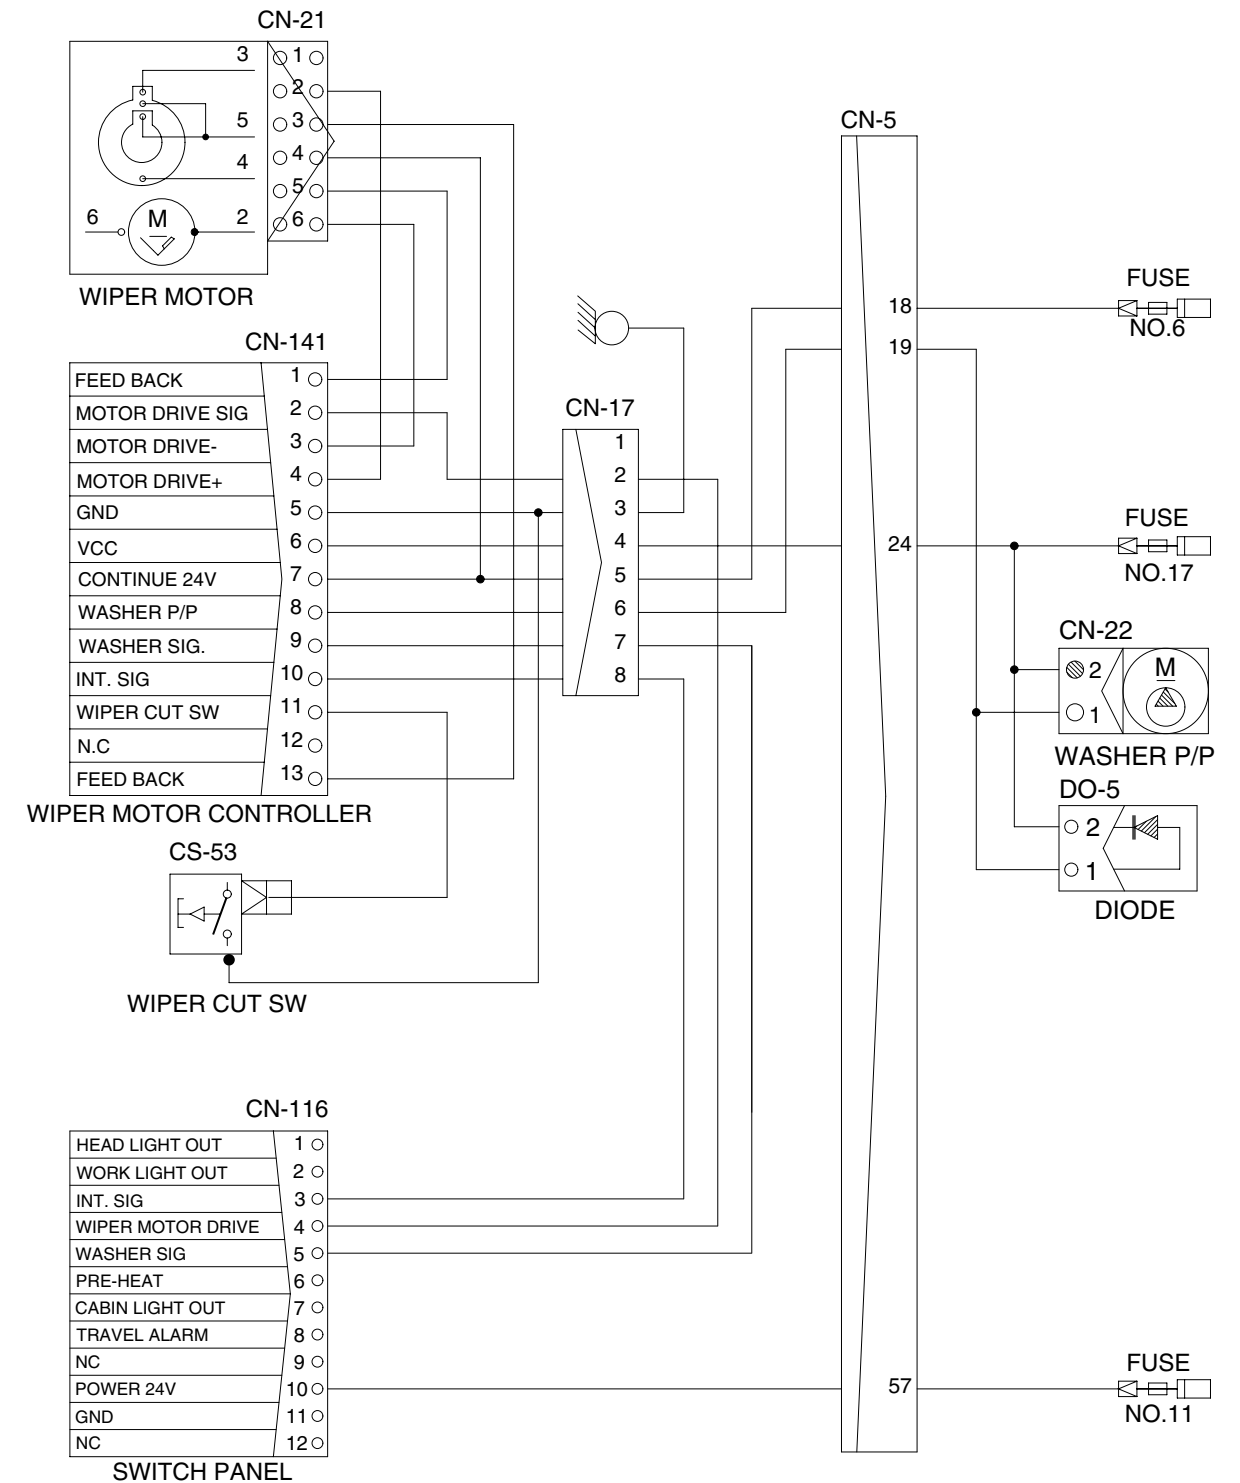 CN-21
3
5
4
6
M
2
1
2
3
4
5
6
WIPER MOTOR
CN-141
FEED BACK 1
MOTOR DRIVE SIG 2
MOTOR DRIVE- 3
MOTOR DRIVE+ 4
GND 5
VCC 6
CONTINUE 24V 7
WASHER P/P 8
WASHER SIG. 9
INT. SIG 10
WIPER CUT SW 11
N.C 12
FEED BACK 13
WIPER MOTOR CONTROLLER
CS-53
WIPER CUT SW
CN-17
1
2
3
4
5
6
7
8
CN-5
18
19
24
57
FUSE
NO.6
FUSE
NO.17
CN-22
2
1
M
WASHER P/P
DO-5
2
1
DIODE
FUSE
NO.11
CN-116
HEAD LIGHT OUT 1
WORK LIGHT OUT 2
INT. SIG 3
WIPER MOTOR DRIVE 4
WASHER SIG 5
PRE-HEAT 6
CABIN LIGHT OUT 7
TRAVEL ALARM 8
NC 9
POWER 24V 10
GND 11
NC 12
SWITCH PANEL